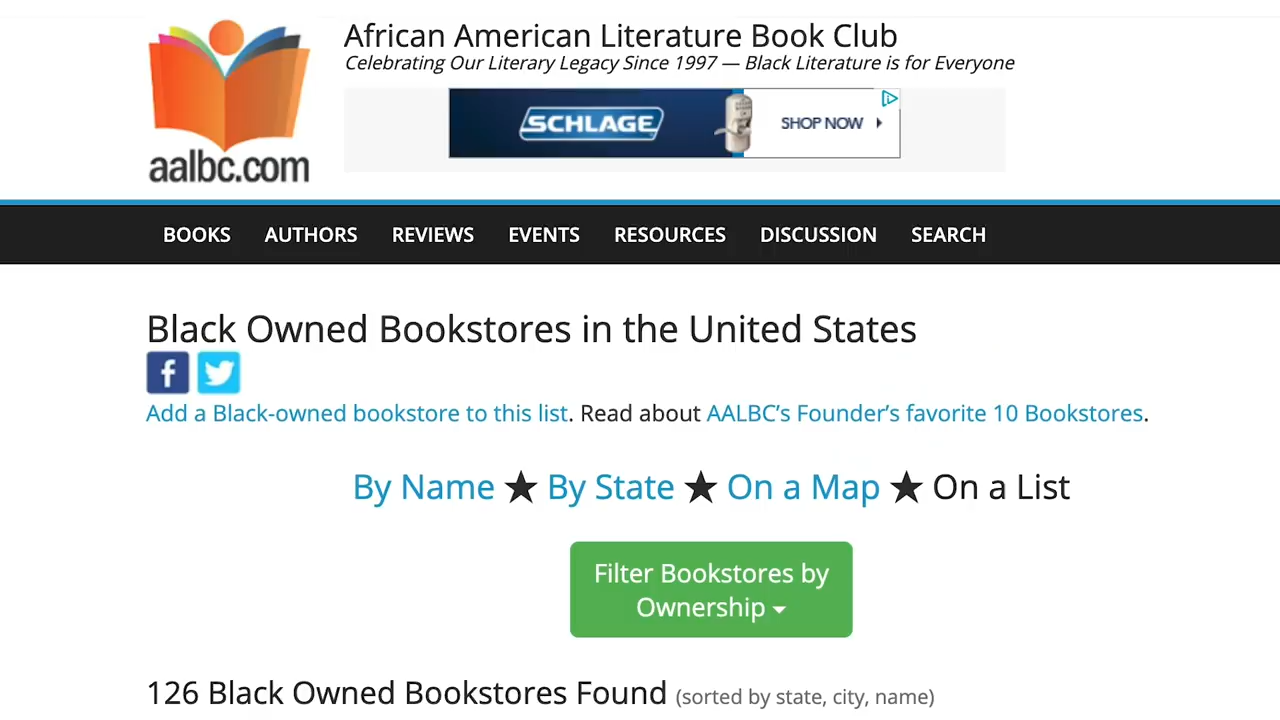 African American Literature Book Club
Celebrating Our Literary Legacy Since 1997 — Black Literature is for Everyone
aalbc.com
SCHLAGE
SHOP NOW
BOOKS AUTHORS REVIEWS EVENTS RESOURCES DISCUSSION SEARCH
Black Owned Bookstores in the United States
f
Add a Black-owned bookstore to this list. Read about AALBC’s Founder’s favorite 10 Bookstores.
By Name ★ By State ★ On a Map ★ On a List
Filter Bookstores by
Ownership
126 Black Owned Bookstores Found (sorted by state, city, name)